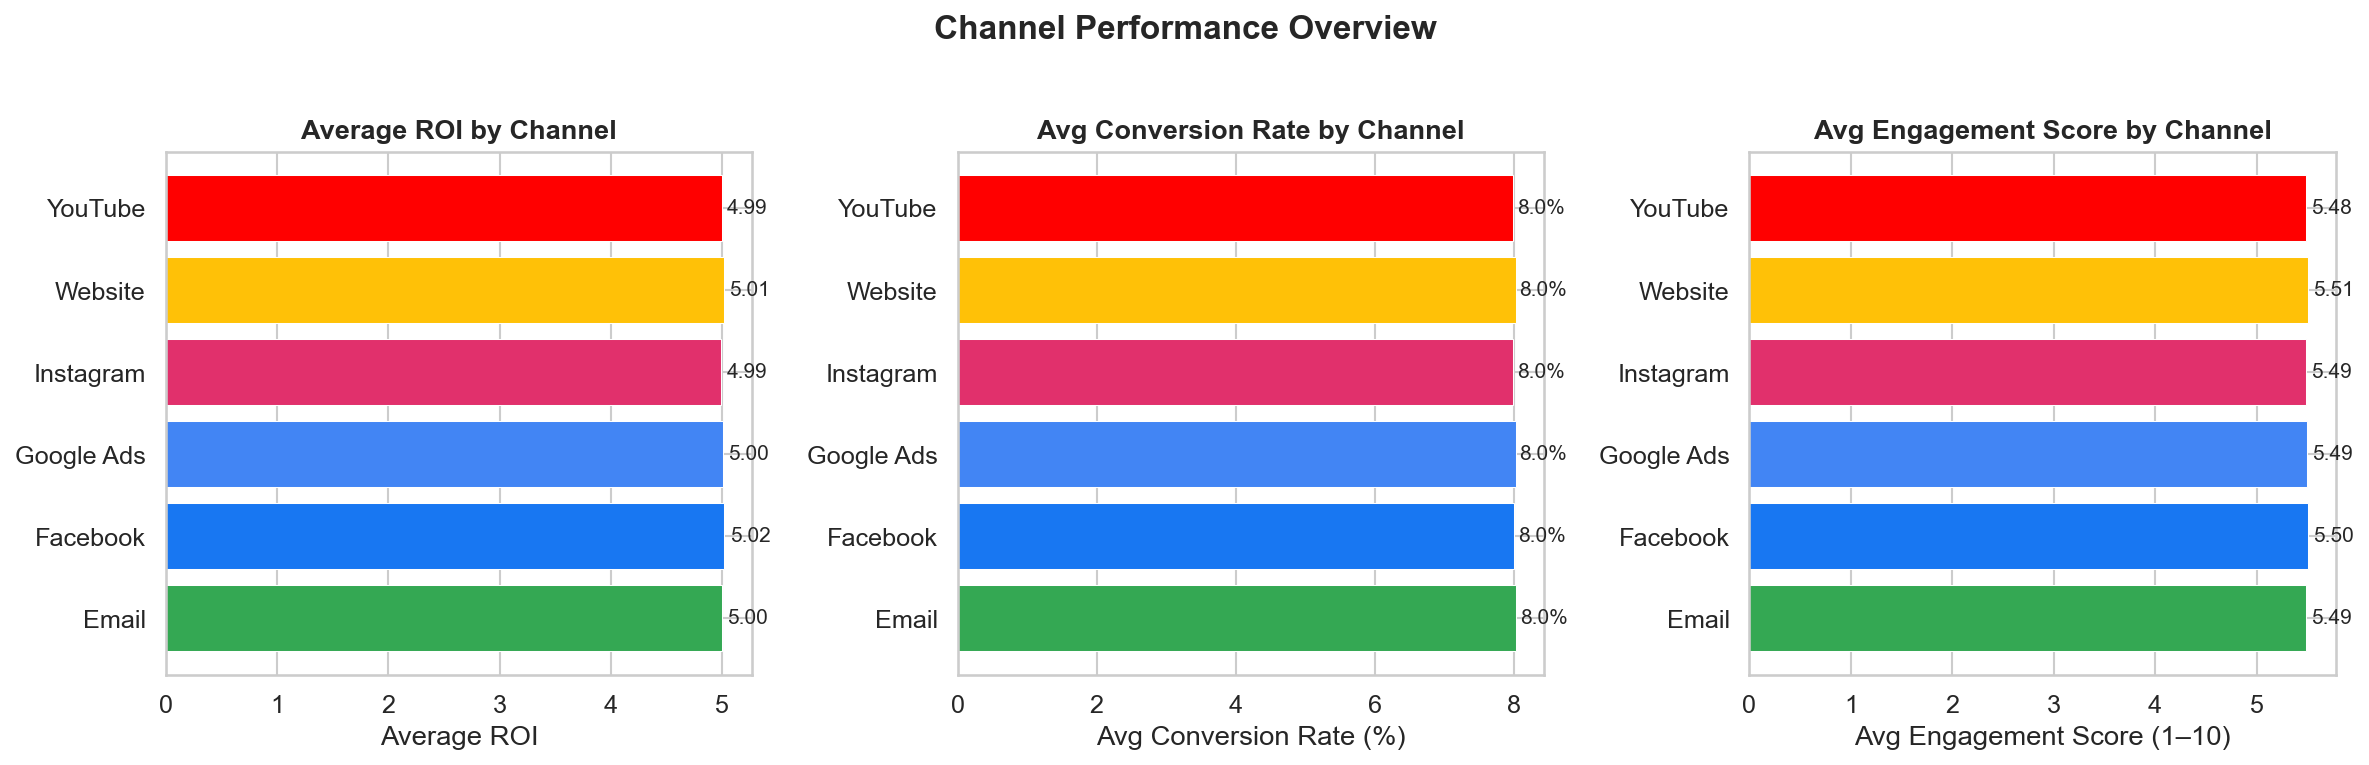 Channel Performance Overview
Average ROI by Channel
YouTube 4.99
Website 5.01
Instagram 4.99
Google Ads 5.00
Facebook 5.02
Email 5.00
0 1 2 3 4 5
Average ROI
Avg Conversion Rate by Channel
YouTube 8.0%
Website 8.0%
Instagram 8.0%
Google Ads 8.0%
Facebook 8.0%
Email 8.0%
0 2 4 6 8
Avg Conversion Rate (%)
Avg Engagement Score by Channel
YouTube 5.48
Website 5.51
Instagram 5.49
Google Ads 5.49
Facebook 5.50
Email 5.49
0 1 2 3 4 5
Avg Engagement Score (1–10)